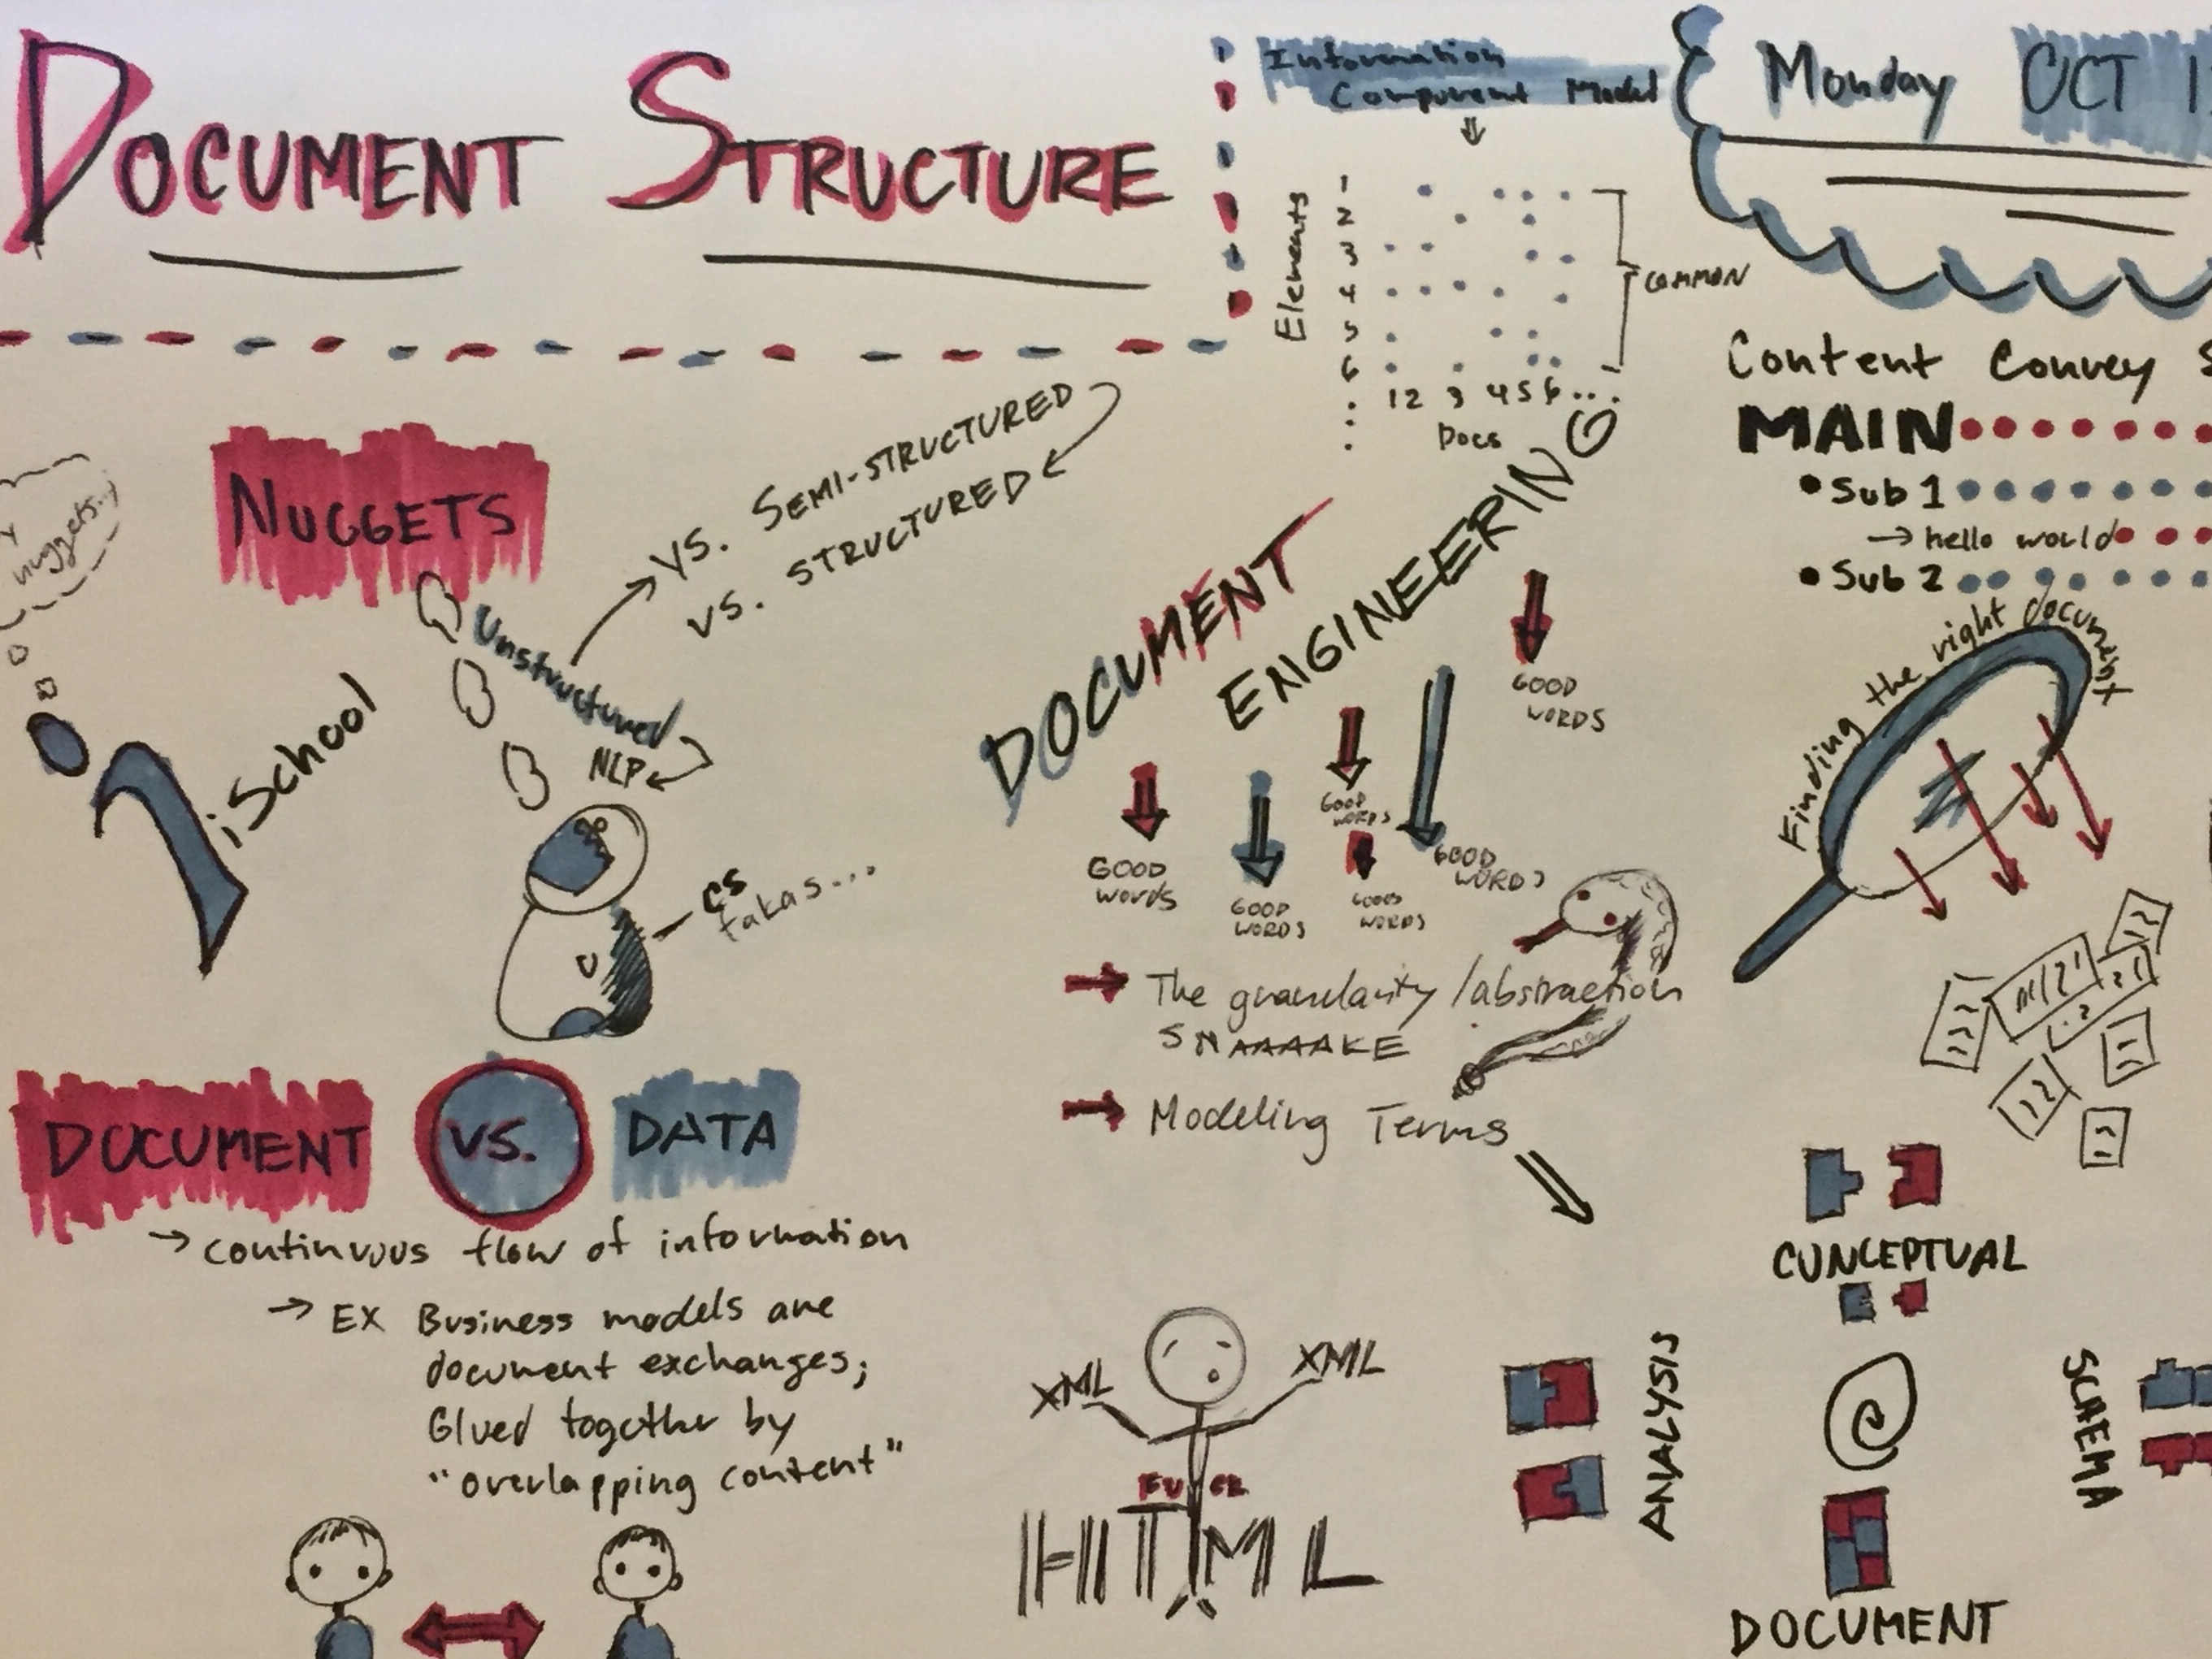 DOCUMENT STRUCTURE
Information
Component Model
Elements
1
2
3
4
5
6
1 2 3 4 5 6 ...
Docs
COMMON
Monday OCT 1
Content Convey S
MAIN
Sub 1
→ hello world
Sub 2
nuggets...
NUGGETS
Unstructured
NLP
VS. SEMI-STRUCTURED
VS. STRUCTURED
iSchool
CS
fakas...
DOCUMENT
ENGINEERING
GOOD
WORDS
GOOD
words
GOOD
WORDS
GOOD
WORDS
GOOD
WORDS
GOOD
WORDS
→ The granularity / abstraction
SNAAAAKE
→ Modeling Terms
Finding the right document
DOCUMENT VS. DATA
→ continuous flow of information
→ EX Business models are
document exchanges;
Glued together by
"overlapping content"
XML
XML
HTML
ANALYSIS
CONCEPTUAL
SCHEMA
DOCUMENT